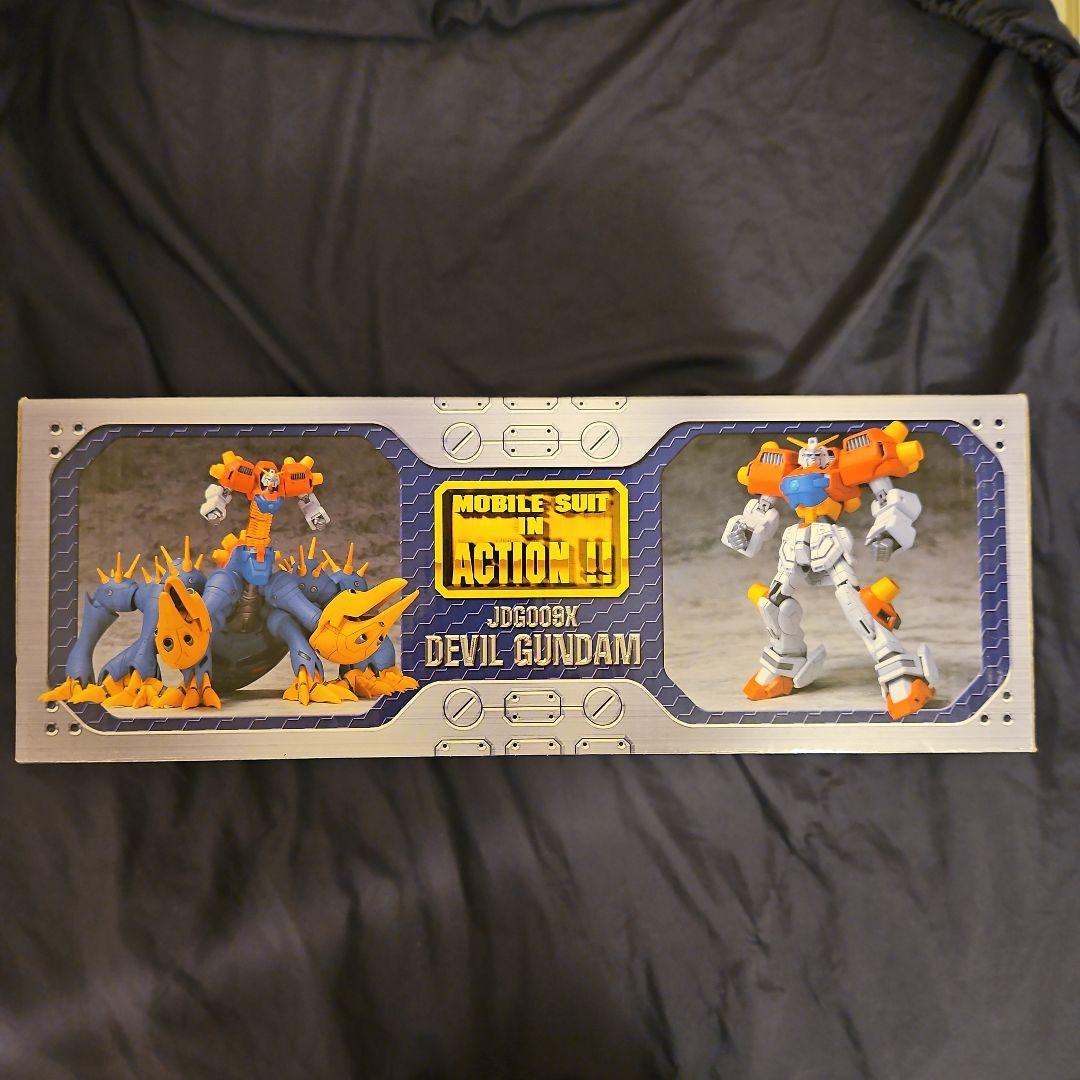 MOBILE SUIT
IN
ACTION !!
JDG009X
DEVIL GUNDAM